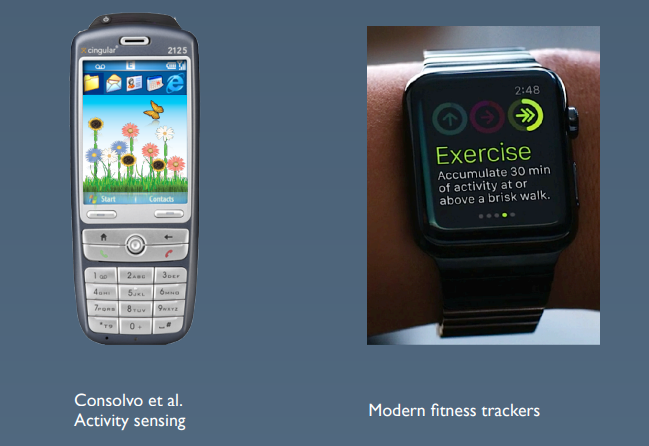 cingular 2125
E
Start Contacts
1
2ABC
3DEF
4GHI
5JKL
6MNO
7PQRS
8TUV
9WXYZ
*
0+
#
2:48
Exercise
Accumulate 30 min
of activity at or
above a brisk walk.
Consolvo et al.
Activity sensing
Modern fitness trackers